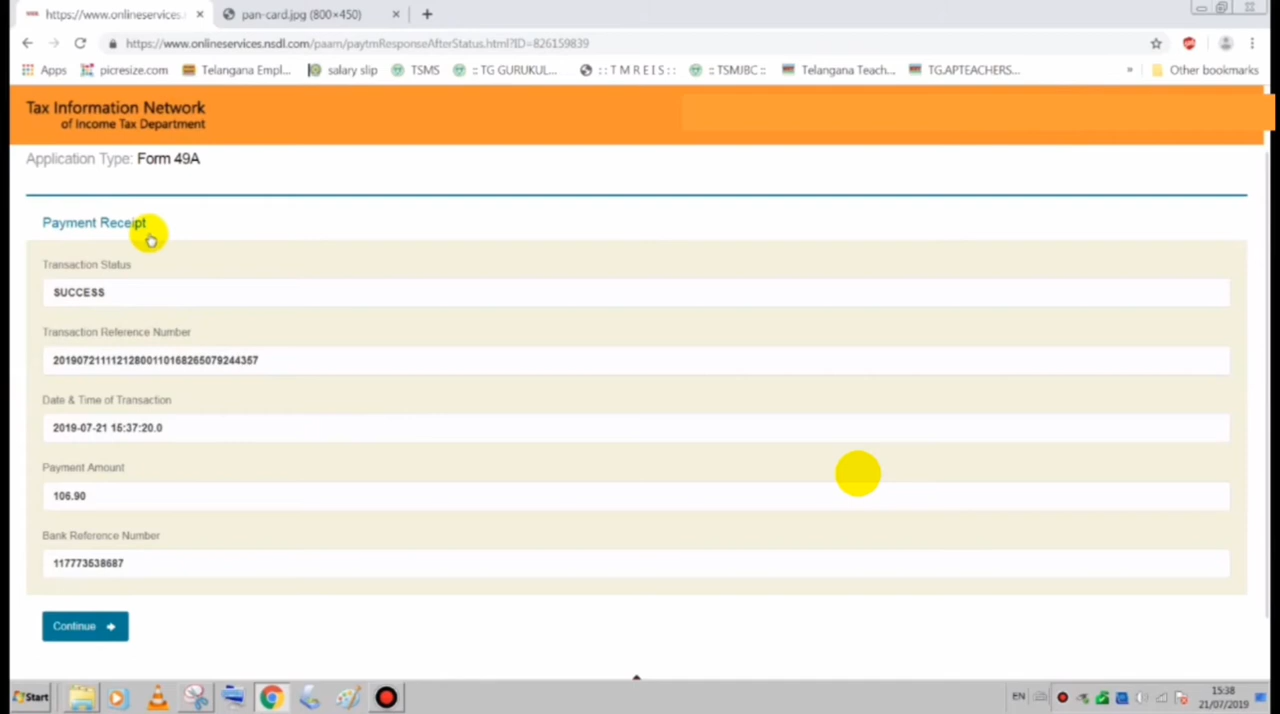 https://www.onlineservices.
pan-card.jpg (800×450)
https://www.onlineservices.nsdl.com/paam/paytmResponseAfterStatus.html?ID=826159839
Apps picresize.com Telangana Empl... salary slip TSMS :: TG GURUKUL... :: T M R E I S :: :: TSMJBC :: Telangana Teach... TG.APTEACHERS... » Other bookmarks
Tax Information Network
of Income Tax Department
Application Type: Form 49A
Payment Receipt
Transaction Status
SUCCESS
Transaction Reference Number
Date & Time of Transaction
2019-07-21 15:37:20.0
Payment Amount
106.90
Bank Reference Number
117773538687
Continue
Start
EN
15:38
21/07/2019